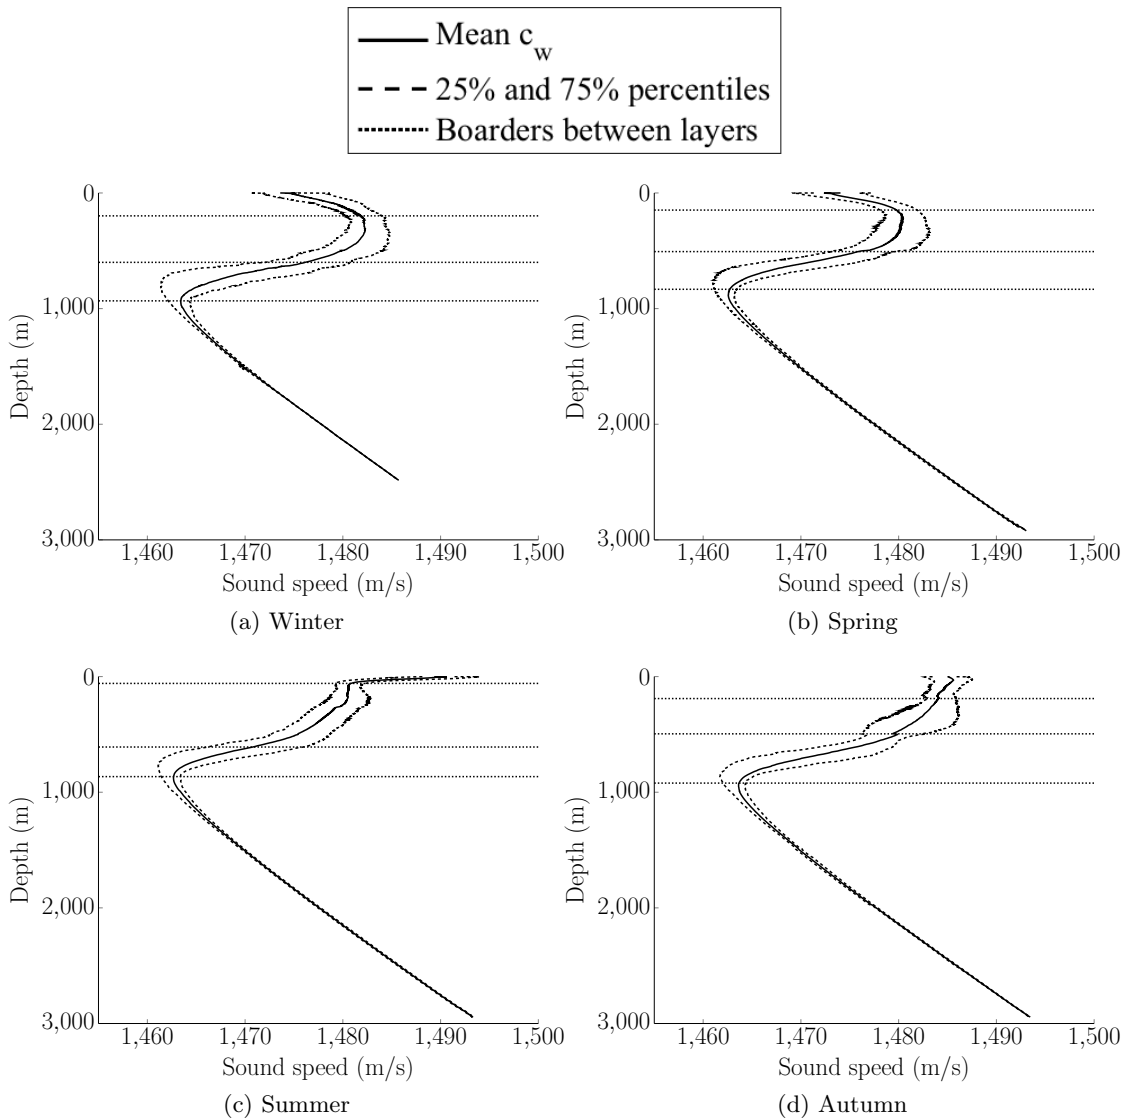 Mean c_w
25% and 75% percentiles
Boarders between layers
0
1,000
2,000
3,000
Depth (m)
1,460 1,470 1,480 1,490 1,500
Sound speed (m/s)
(a) Winter
0
1,000
2,000
3,000
Depth (m)
1,460 1,470 1,480 1,490 1,500
Sound speed (m/s)
(b) Spring
0
1,000
2,000
3,000
Depth (m)
1,460 1,470 1,480 1,490 1,500
Sound speed (m/s)
(c) Summer
0
1,000
2,000
3,000
Depth (m)
1,460 1,470 1,480 1,490 1,500
Sound speed (m/s)
(d) Autumn